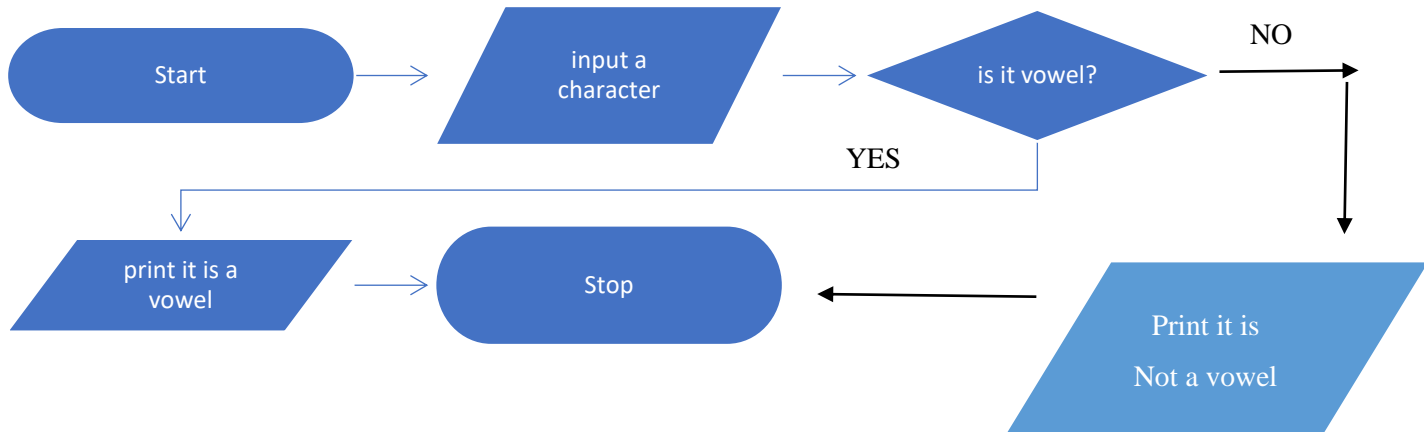 Start
input a
character
is it vowel?
NO
YES
print it is a
vowel
Stop
Print it is
Not a vowel